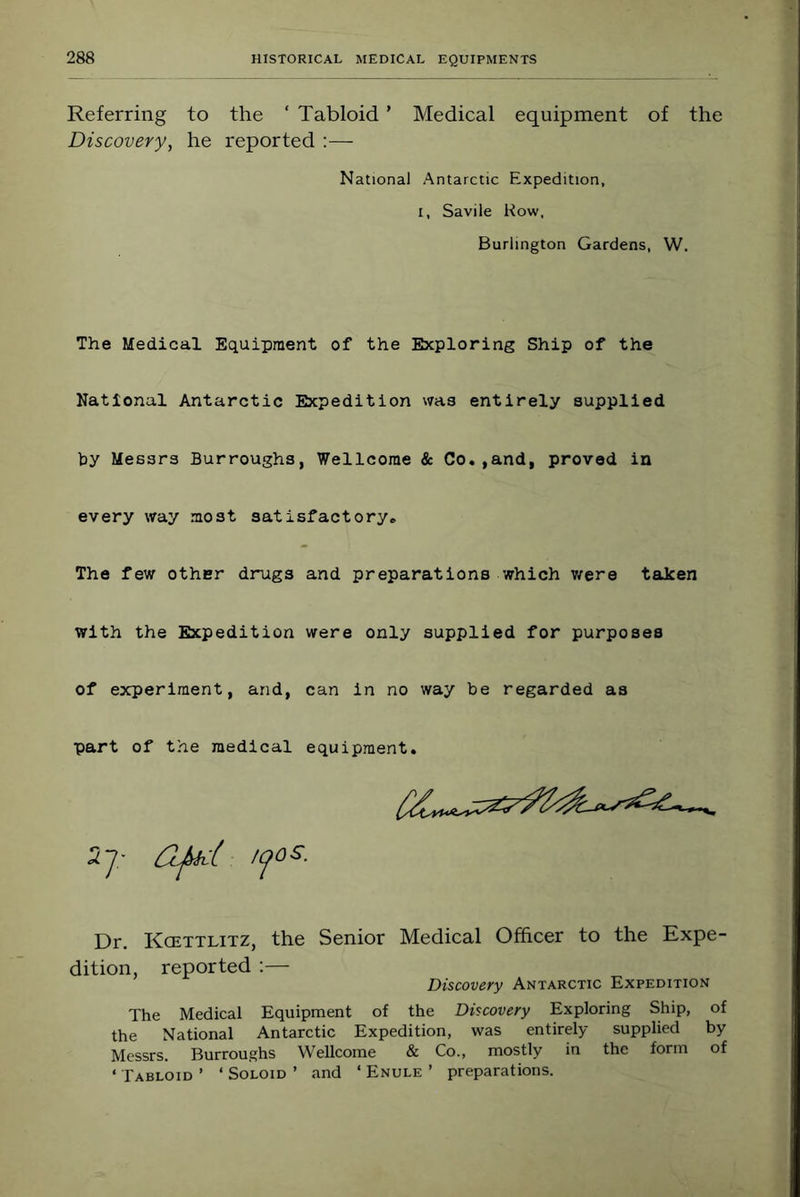 288 HISTORICAL MEDICAL EQUIPMENTS
Referring to the ‘ Tabloid ’ Medical equipment of the
Discovery, he reported :—
National Antarctic Expedition,
1, Savile Row,
Burlington Gardens, W.
The Medical Equipment of the Exploring Ship of the
National Antarctic Expedition was entirely supplied
by Messrs Burroughs, Wellcome & Co.,and, proved in
every way most satisfactory.
The few other drugs and preparations which were taken
with the Expedition were only supplied for purposes
of experiment, and, can in no way be regarded as
part of the medical equipment.
27. April 1905.
Dr. Kœttlitz, the Senior Medical Officer to the Expe-
dition, reported :—
Discovery Antarctic Expedition
The Medical Equipment of the Discovery Exploring Ship, of
the National Antarctic Expedition, was entirely supplied by
Messrs. Burroughs Wellcome & Co., mostly in the form of
‘ Tabloid ’ ‘ Soloid ’ and ‘ Enule ’ preparations.